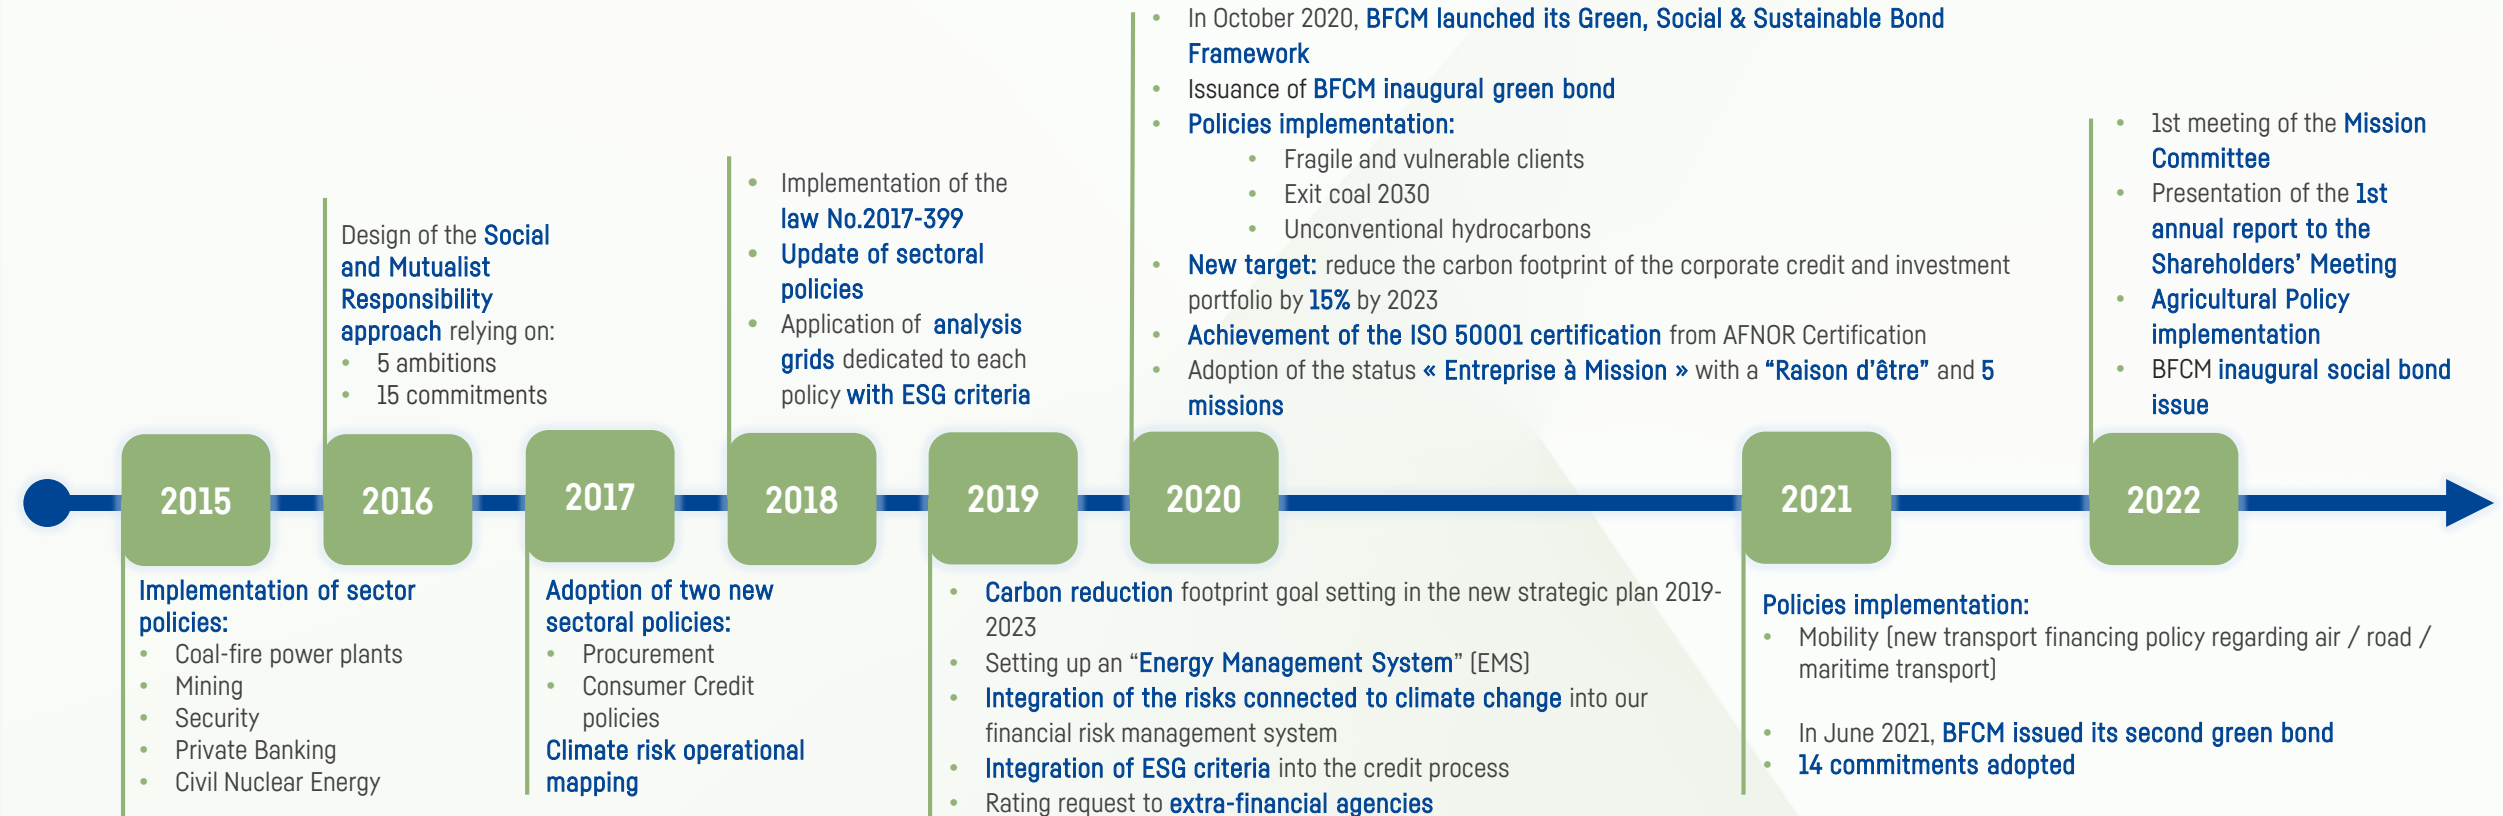 • In October 2020, BFCM launched its Green, Social & Sustainable Bond
Framework
• Issuance of BFCM inaugural green bond
• Policies implementation:
• Fragile and vulnerable clients
• Exit coal 2030
• Unconventional hydrocarbons
• New target: reduce the carbon footprint of the corporate credit and investment
portfolio by 15% by 2023
• Achievement of the ISO 50001 certification from AFNOR Certification
• Adoption of the status « Entreprise à Mission » with a “Raison d’être” and 5
missions
• 1st meeting of the Mission
Committee
• Presentation of the 1st
annual report to the
Shareholders’ Meeting
• Agricultural Policy
implementation
• BFCM inaugural social bond
issue
• Implementation of the
law No.2017-399
• Update of sectoral
policies
• Application of analysis
grids dedicated to each
policy with ESG criteria
Design of the Social
and Mutualist
Responsibility
approach relying on:
• 5 ambitions
• 15 commitments
2015
2016
2017
2018
2019
2020
2021
2022
Implementation of sector
policies:
• Coal-fire power plants
• Mining
• Security
• Private Banking
• Civil Nuclear Energy
Adoption of two new
sectoral policies:
• Procurement
• Consumer Credit
policies
Climate risk operational
mapping
• Carbon reduction footprint goal setting in the new strategic plan 2019-
2023
• Setting up an “Energy Management System” (EMS)
• Integration of the risks connected to climate change into our
financial risk management system
• Integration of ESG criteria into the credit process
• Rating request to extra-financial agencies
Policies implementation:
• Mobility (new transport financing policy regarding air / road /
maritime transport)
• In June 2021, BFCM issued its second green bond
• 14 commitments adopted